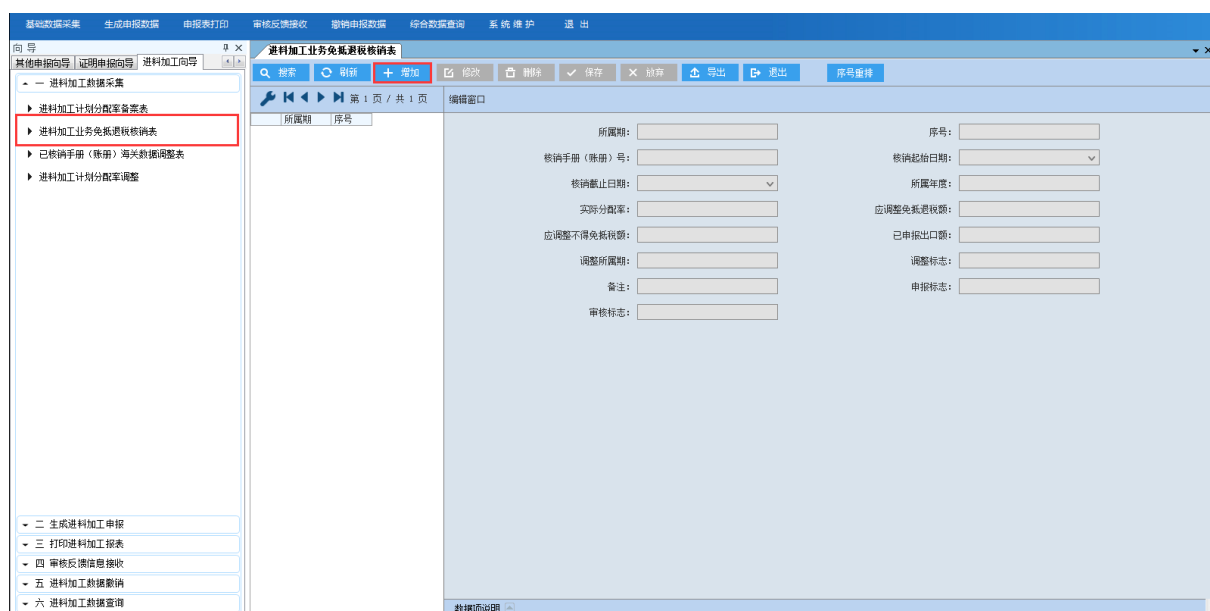 基础数据采集 生成申报数据 申报表打印 审核反馈接收 撤销申报数据 综合数据查询 系统维护 退出
向导
其他申报向导 证明申报向导 进料加工向导
一 进料加工数据采集
进料加工计划分配率备案表
进料加工业务免抵退税核销表
已核销手册（账册）海关数据调整表
进料加工计划分配率调整
二 生成进料加工申报
三 打印进料加工报表
四 审核反馈信息接收
五 进料加工数据撤销
六 进料加工数据查询
进料加工业务免抵退税核销表
搜索 刷新 增加 修改 删除 保存 放弃 导出 退出 序号重排
第 1 页 / 共 1 页
所属期 序号
编辑窗口
所属期： 序号：
核销手册（账册）号： 核销起始日期：
核销截止日期： 所属年度：
实际分配率： 应调整免抵退税额：
应调整不得免抵税额： 已申报出口额：
调整所属期： 调整标志：
备注： 申报标志：
审核标志：
数据项说明